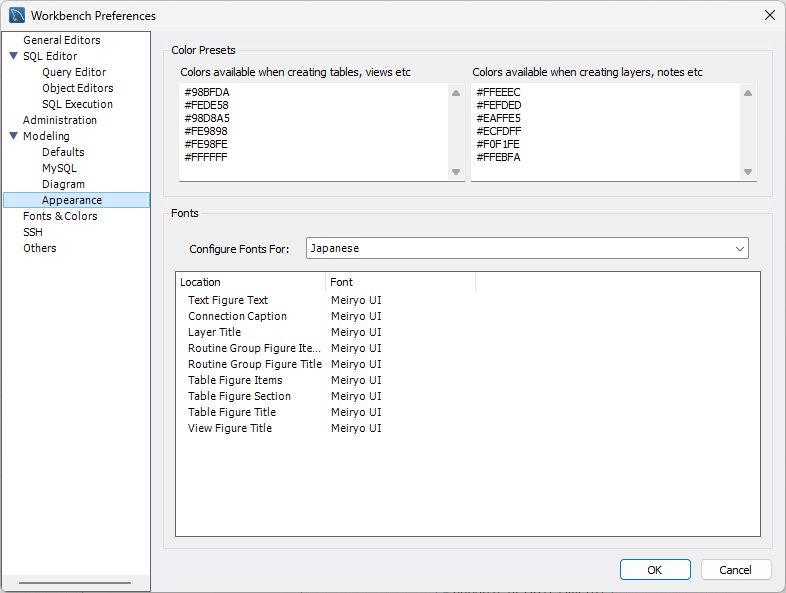 Workbench Preferences
General Editors
SQL Editor
Query Editor
Object Editors
SQL Execution
Administration
Modeling
Defaults
MySQL
Diagram
Appearance
Fonts & Colors
SSH
Others
Color Presets
Colors available when creating tables, views etc
#98BFDA
#FEDE58
#98D8A5
#FE9898
#FE98FE
#FFFFFF
Colors available when creating layers, notes etc
#FFEEEC
#FEFDED
#EAFFE5
#ECFDFF
#F0F1FE
#FFEBFA
Fonts
Configure Fonts For: Japanese
Location Font
Text Figure Text Meiryo UI
Connection Caption Meiryo UI
Layer Title Meiryo UI
Routine Group Figure Ite... Meiryo UI
Routine Group Figure Title Meiryo UI
Table Figure Items Meiryo UI
Table Figure Section Meiryo UI
Table Figure Title Meiryo UI
View Figure Title Meiryo UI
OK Cancel